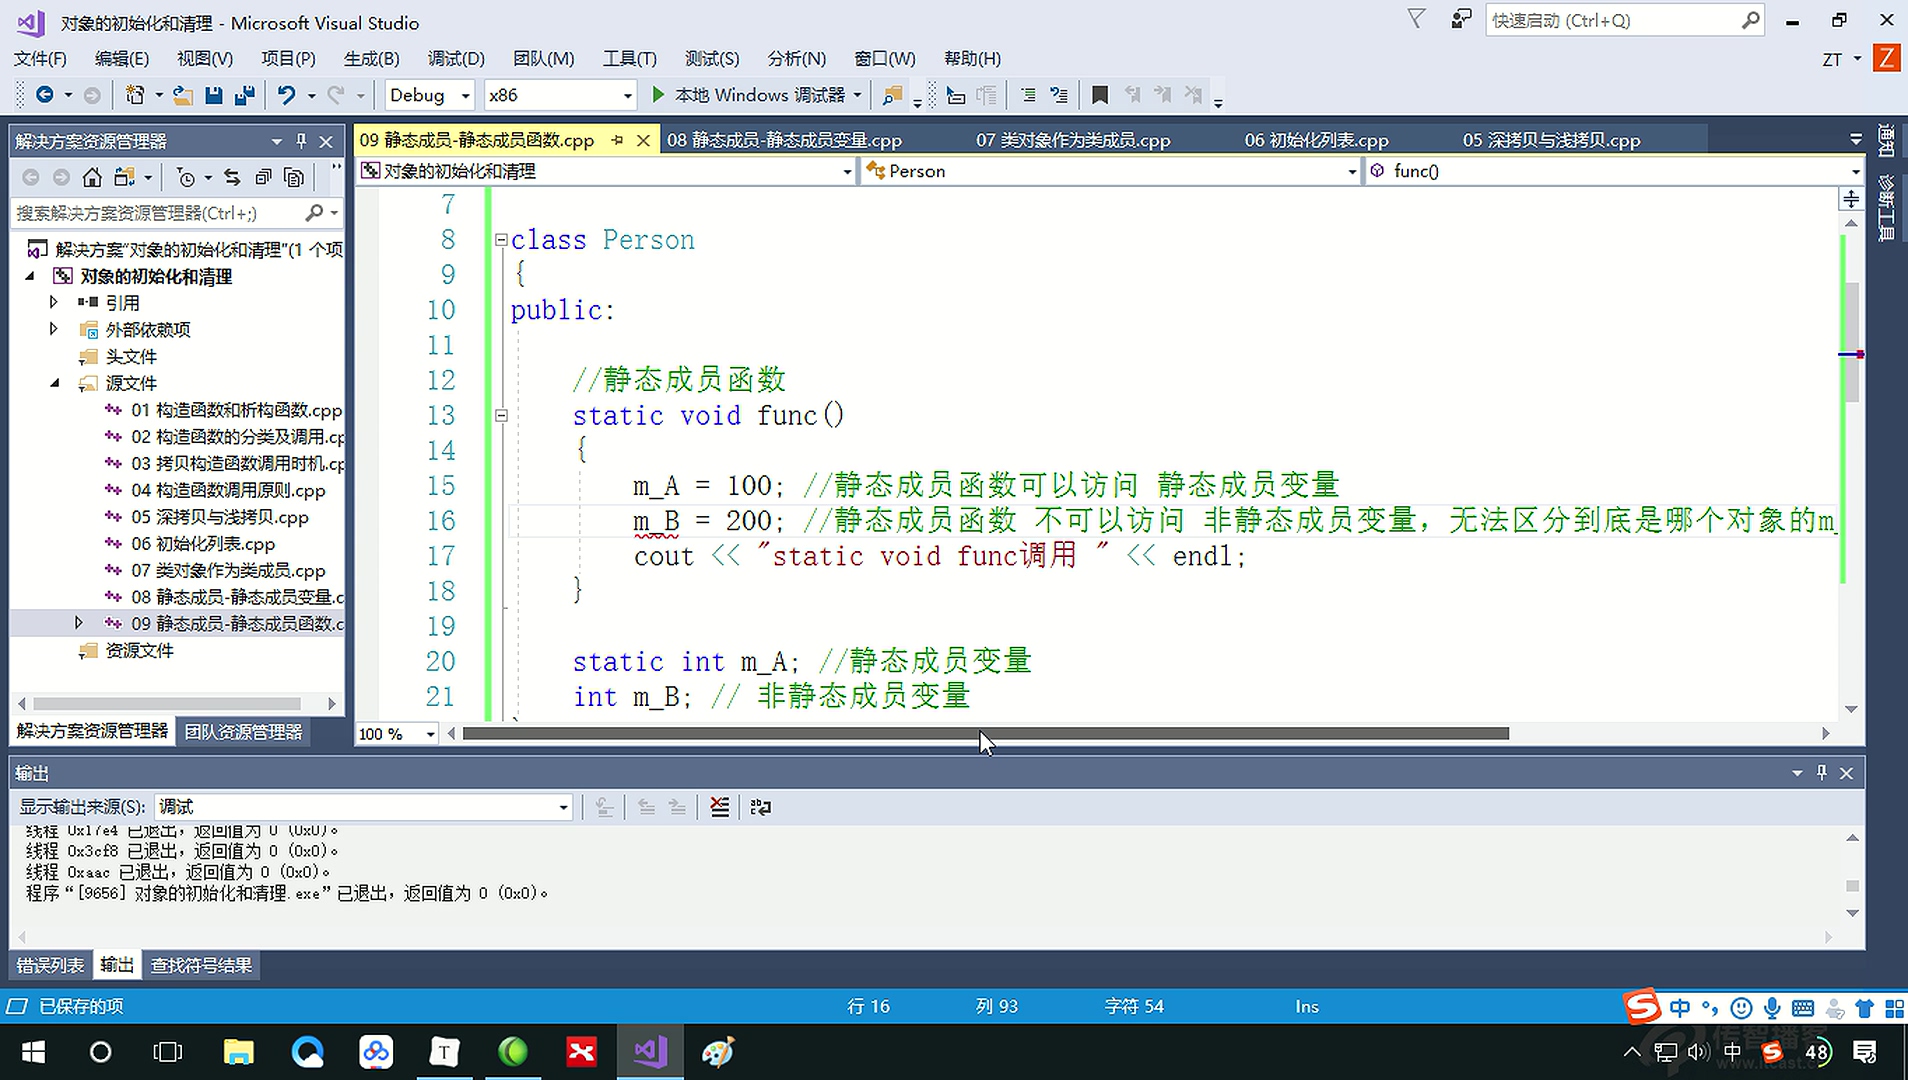 对象的初始化和清理 - Microsoft Visual Studio
快速启动 (Ctrl+Q)
文件(F) 编辑(E) 视图(V) 项目(P) 生成(B) 调试(D) 团队(M) 工具(T) 测试(S) 分析(N) 窗口(W) 帮助(H)
ZT
Z
Debug x86 本地 Windows 调试器
解决方案资源管理器
搜索解决方案资源管理器(Ctrl+;)
解决方案“对象的初始化和清理”(1 个项
对象的初始化和清理
引用
外部依赖项
头文件
源文件
01 构造函数和析构函数.cpp
02 构造函数的分类及调用.cp
03 拷贝构造函数调用时机.cp
04 构造函数调用原则.cpp
05 深拷贝与浅拷贝.cpp
06 初始化列表.cpp
07 类对象作为类成员.cpp
08 静态成员-静态成员变量.c
09 静态成员-静态成员函数.c
资源文件
解决方案资源管理器 团队资源管理器
09 静态成员-静态成员函数.cpp 08 静态成员-静态成员变量.cpp 07 类对象作为类成员.cpp 06 初始化列表.cpp 05 深拷贝与浅拷贝.cpp
对象的初始化和清理 Person func()
7
8 class Person
9 {
10 public:
11
12 //静态成员函数
13 static void func()
14 {
15 m_A = 100; //静态成员函数可以访问 静态成员变量
16 m_B = 200; //静态成员函数 不可以访问 非静态成员变量，无法区分到底是哪个对象的m_
17 cout << "static void func调用 " << endl;
18 }
19
20 static int m_A; //静态成员变量
21 int m_B; // 非静态成员变量
100 %
通知
诊断工具
输出
显示输出来源(S): 调试
线程 0x17e4 已退出，返回值为 0 (0x0)。
线程 0x3cf8 已退出，返回值为 0 (0x0)。
线程 0xaac 已退出，返回值为 0 (0x0)。
程序“[9656] 对象的初始化和清理.exe”已退出，返回值为 0 (0x0)。
错误列表 输出 查找符号结果
已保存的项 行 16 列 93 字符 54 Ins
中
T
中
48
传智播客